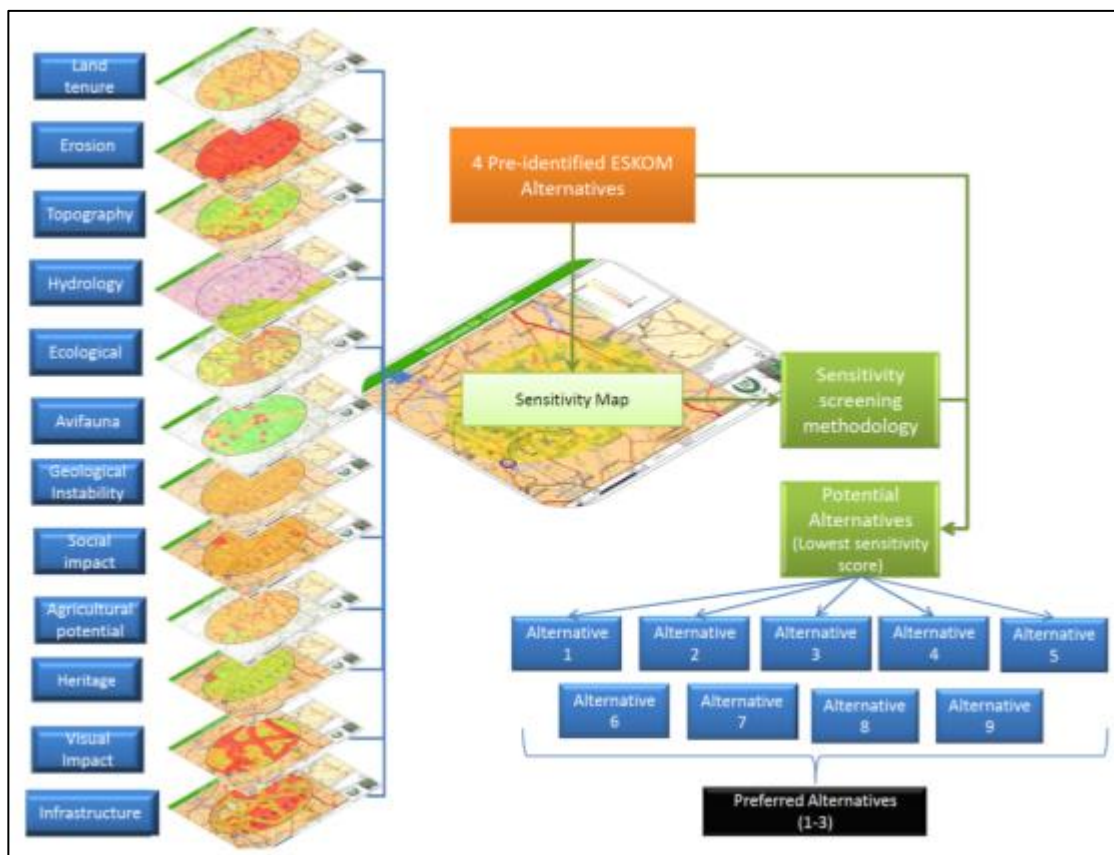 Land
tenure
Erosion
Topography
Hydrology
Ecological
Avifauna
Geological
Instability
Social
impact
Agricultural
potential
Heritage
Visual
Impact
Infrastructure
4 Pre-identified ESKOM
Alternatives
Sensitivity Map
Sensitivity
screening
methodology
Potential
Alternatives
(Lowest sensitivity
score)
Alternative
1
Alternative
2
Alternative
3
Alternative
4
Alternative
5
Alternative
6
Alternative
7
Alternative
8
Alternative
9
Preferred Alternatives
(1-3)